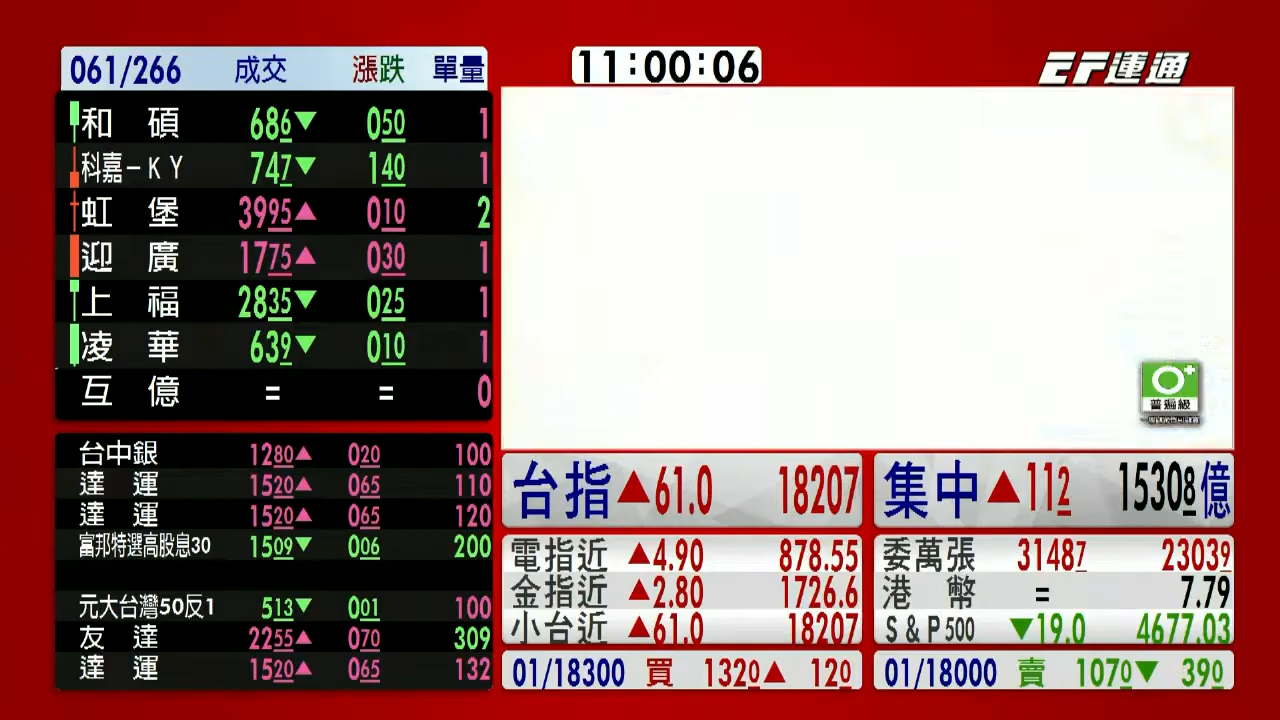 061/266 成交 漲跌 單量
和碩 686▼ 050 1
科嘉-KY 747▼ 140 1
虹堡 3995▲ 010 2
迎廣 1775▲ 030 1
上福 2835▼ 025 1
凌華 639▼ 010 1
互億 = = 0
台中銀 1280▲ 020 100
達運 1520▲ 065 110
達運 1520▲ 065 120
富邦特選高股息30 1509▼ 006 200
元大台灣50反1 513▼ 001 100
友達 2255▲ 070 309
達運 1520▲ 065 132
11:00:06
EF運通
普遍級
台指▲61.0 18207
電指近 ▲4.90 878.55
金指近 ▲2.80 1726.6
小台近 ▲61.0 18207
01/18300 買 1320▲ 120
集中▲112 15308億
委萬張 31487 23039
港幣 = 7.79
S&P500 ▼19.0 4677.03
01/18000 賣 1070▼ 390